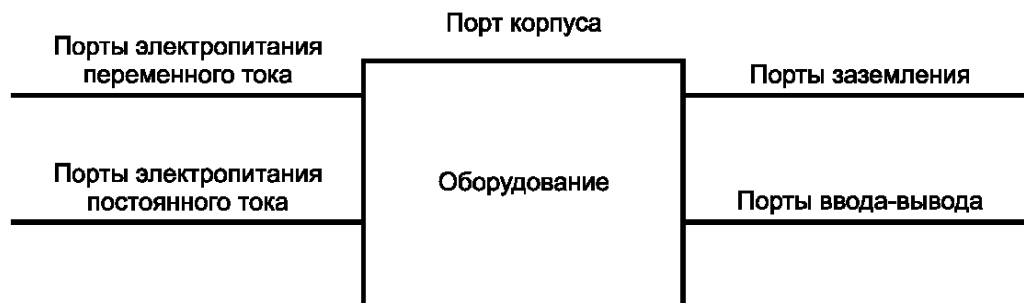 Порт корпуса
Порты электропитания
переменного тока
Порты заземления
Порты электропитания
постоянного тока
Оборудование
Порты ввода-вывода